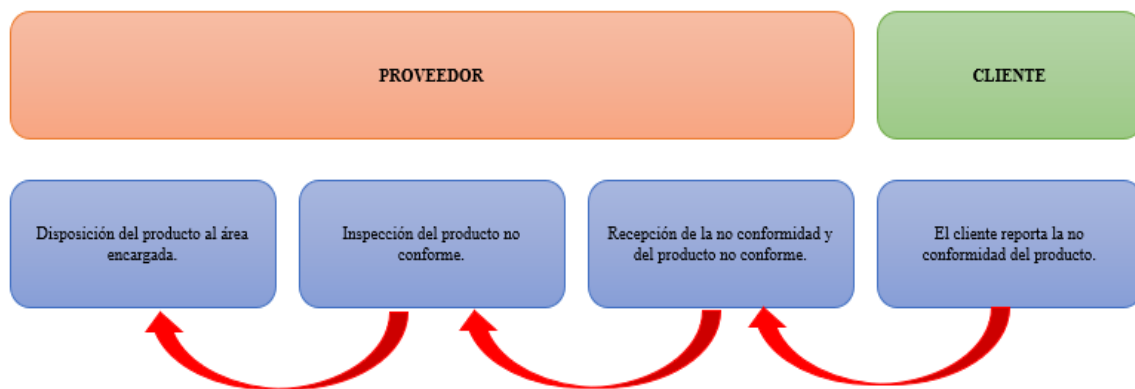 PROVEEDOR
CLIENTE
Disposición del producto al área
encargada.
Inspección del producto no
conforme.
Recepción de la no conformidad y
del producto no conforme.
El cliente reporta la no
conformidad del producto.